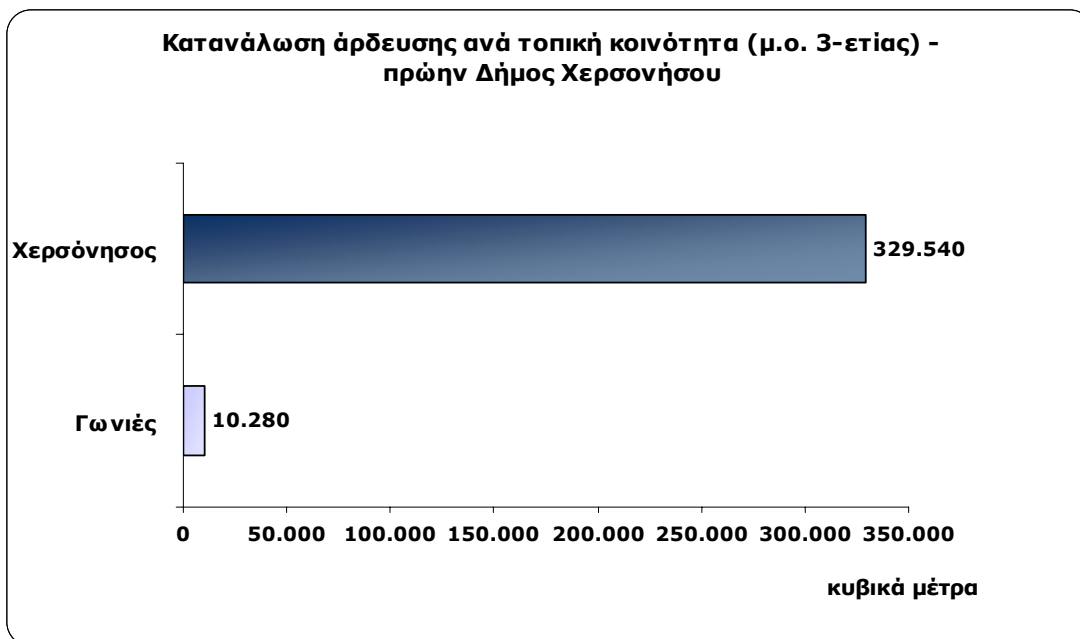 Κατανάλωση άρδευσης ανά τοπική κοινότητα (μ.ο. 3-ετίας) -
πρώην Δήμος Χερσονήσου
Χερσόνησος
329.540
Γωνιές
10.280
0 50.000 100.000 150.000 200.000 250.000 300.000 350.000
κυβικά μέτρα